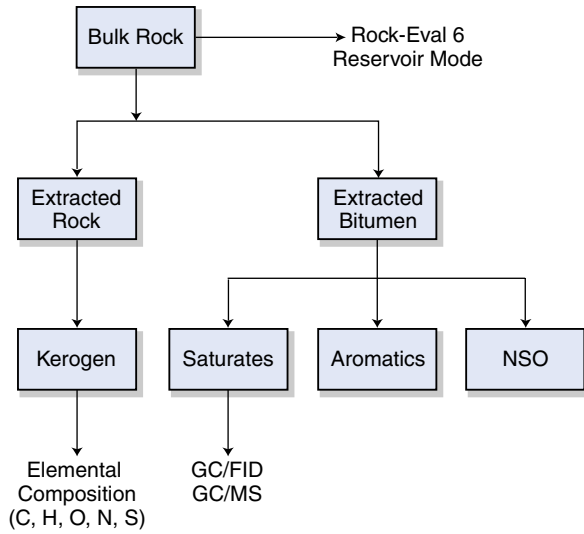 Bulk Rock
Rock-Eval 6
Reservoir Mode
Extracted
Rock
Extracted
Bitumen
Kerogen
Saturates
Aromatics
NSO
Elemental
Composition
(C, H, O, N, S)
GC/FID
GC/MS